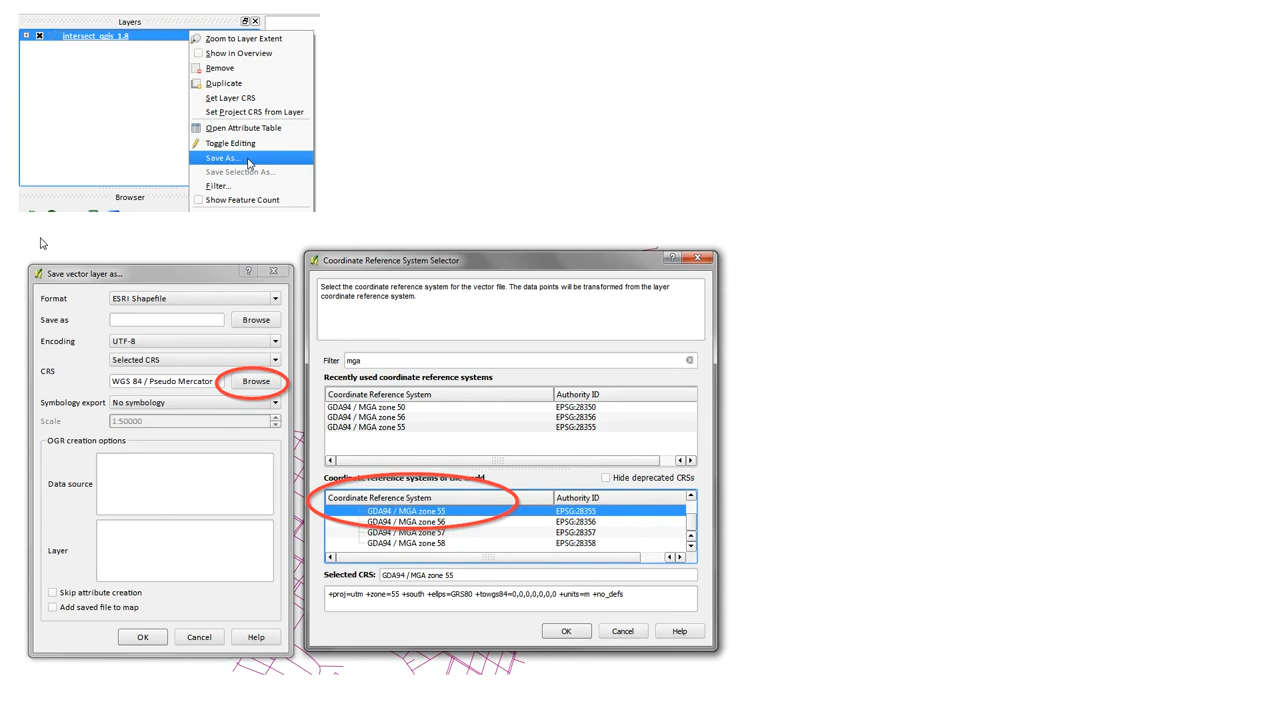 Layers
intersect_qgis_1.8
Zoom to Layer Extent
Show in Overview
Remove
Duplicate
Set Layer CRS
Set Project CRS from Layer
Open Attribute Table
Toggle Editing
Save As...
Save Selection As...
Filter...
Show Feature Count
Browser
Save vector layer as...
Format ESRI Shapefile
Save as Browse
Encoding UTF-8
Selected CRS
CRS
WGS 84 / Pseudo Mercator Browse
Symbology export No symbology
Scale 1:50000
OGR creation options
Data source
Layer
Skip attribute creation
Add saved file to map
OK Cancel Help
Coordinate Reference System Selector
Select the coordinate reference system for the vector file. The data points will be transformed from the layer
coordinate reference system.
Filter mga
Recently used coordinate reference systems
Coordinate Reference System Authority ID
GDA94 / MGA zone 50 EPSG:28350
GDA94 / MGA zone 56 EPSG:28356
GDA94 / MGA zone 55 EPSG:28355
Coordinate reference systems of the world Hide deprecated CRSs
Coordinate Reference System Authority ID
GDA94 / MGA zone 55 EPSG:28355
GDA94 / MGA zone 56 EPSG:28356
GDA94 / MGA zone 57 EPSG:28357
GDA94 / MGA zone 58 EPSG:28358
Selected CRS: GDA94 / MGA zone 55
+proj=utm +zone=55 +south +ellps=GRS80 +towgs84=0,0,0,0,0,0,0 +units=m +no_defs
OK Cancel Help